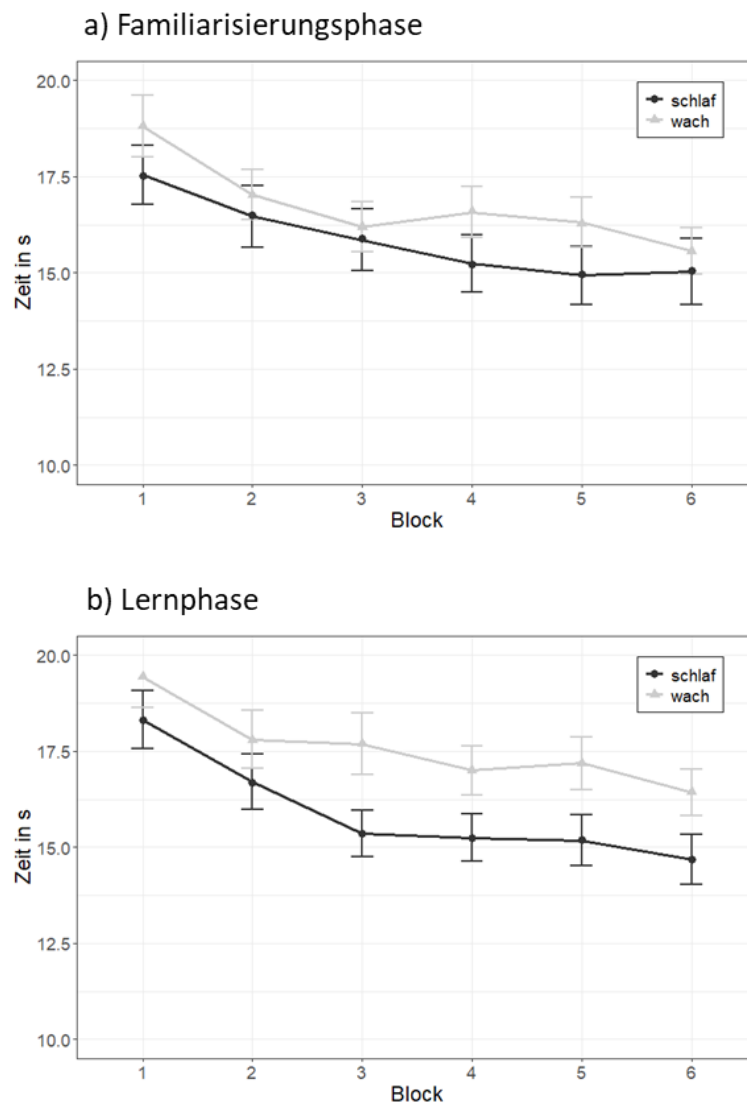 a) Familiarisierungsphase
20.0
17.5
15.0
12.5
10.0
Zeit in s
schlaf
wach
1 2 3 4 5 6
Block
b) Lernphase
20.0
17.5
15.0
12.5
10.0
Zeit in s
schlaf
wach
1 2 3 4 5 6
Block